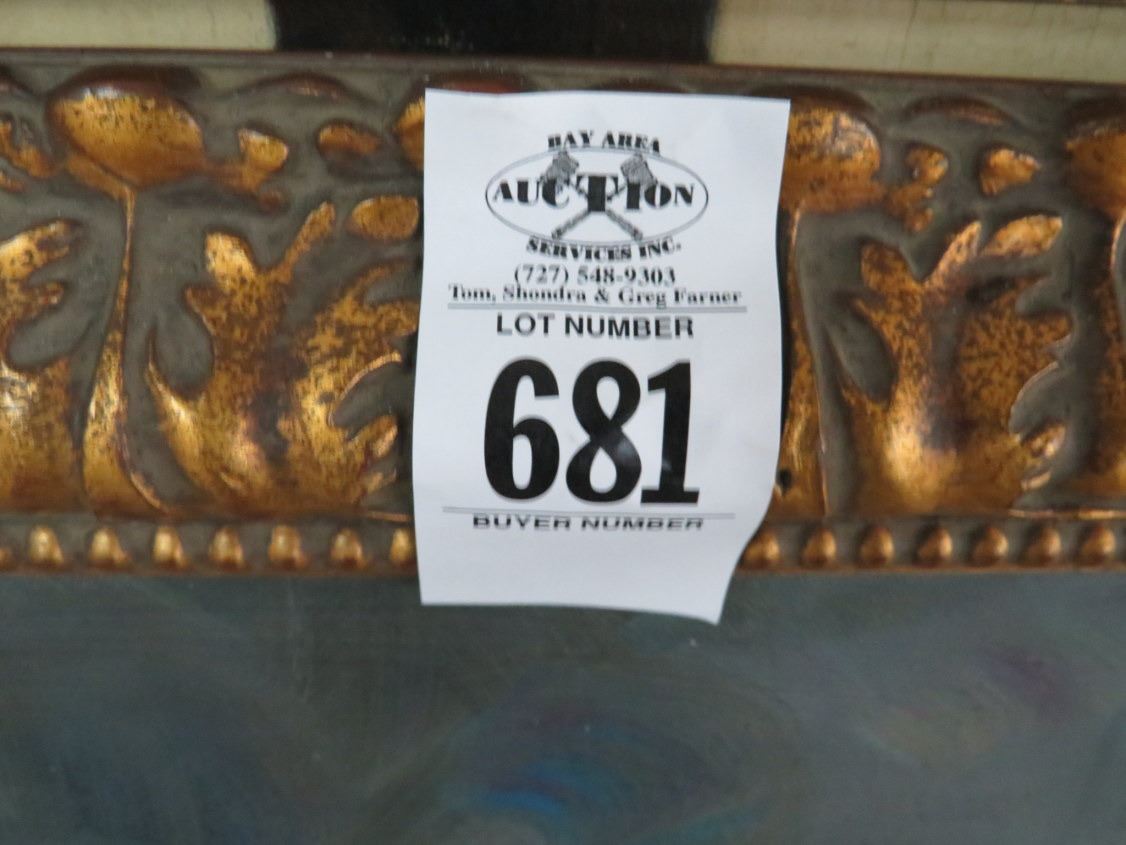 BAY AREA
AUCTION
SERVICES INC.
(727) 548-9303
Tom, Shondra & Greg Farner
LOT NUMBER
681
BUYER NUMBER